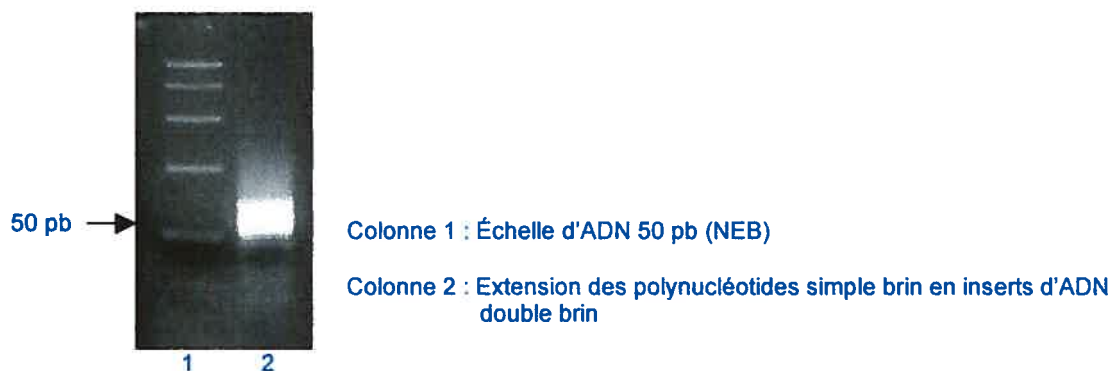 50 pb
Colonne 1 : Échelle d'ADN 50 pb (NEB)
Colonne 2 : Extension des polynucléotides simple brin en inserts d'ADN
double brin
1 2